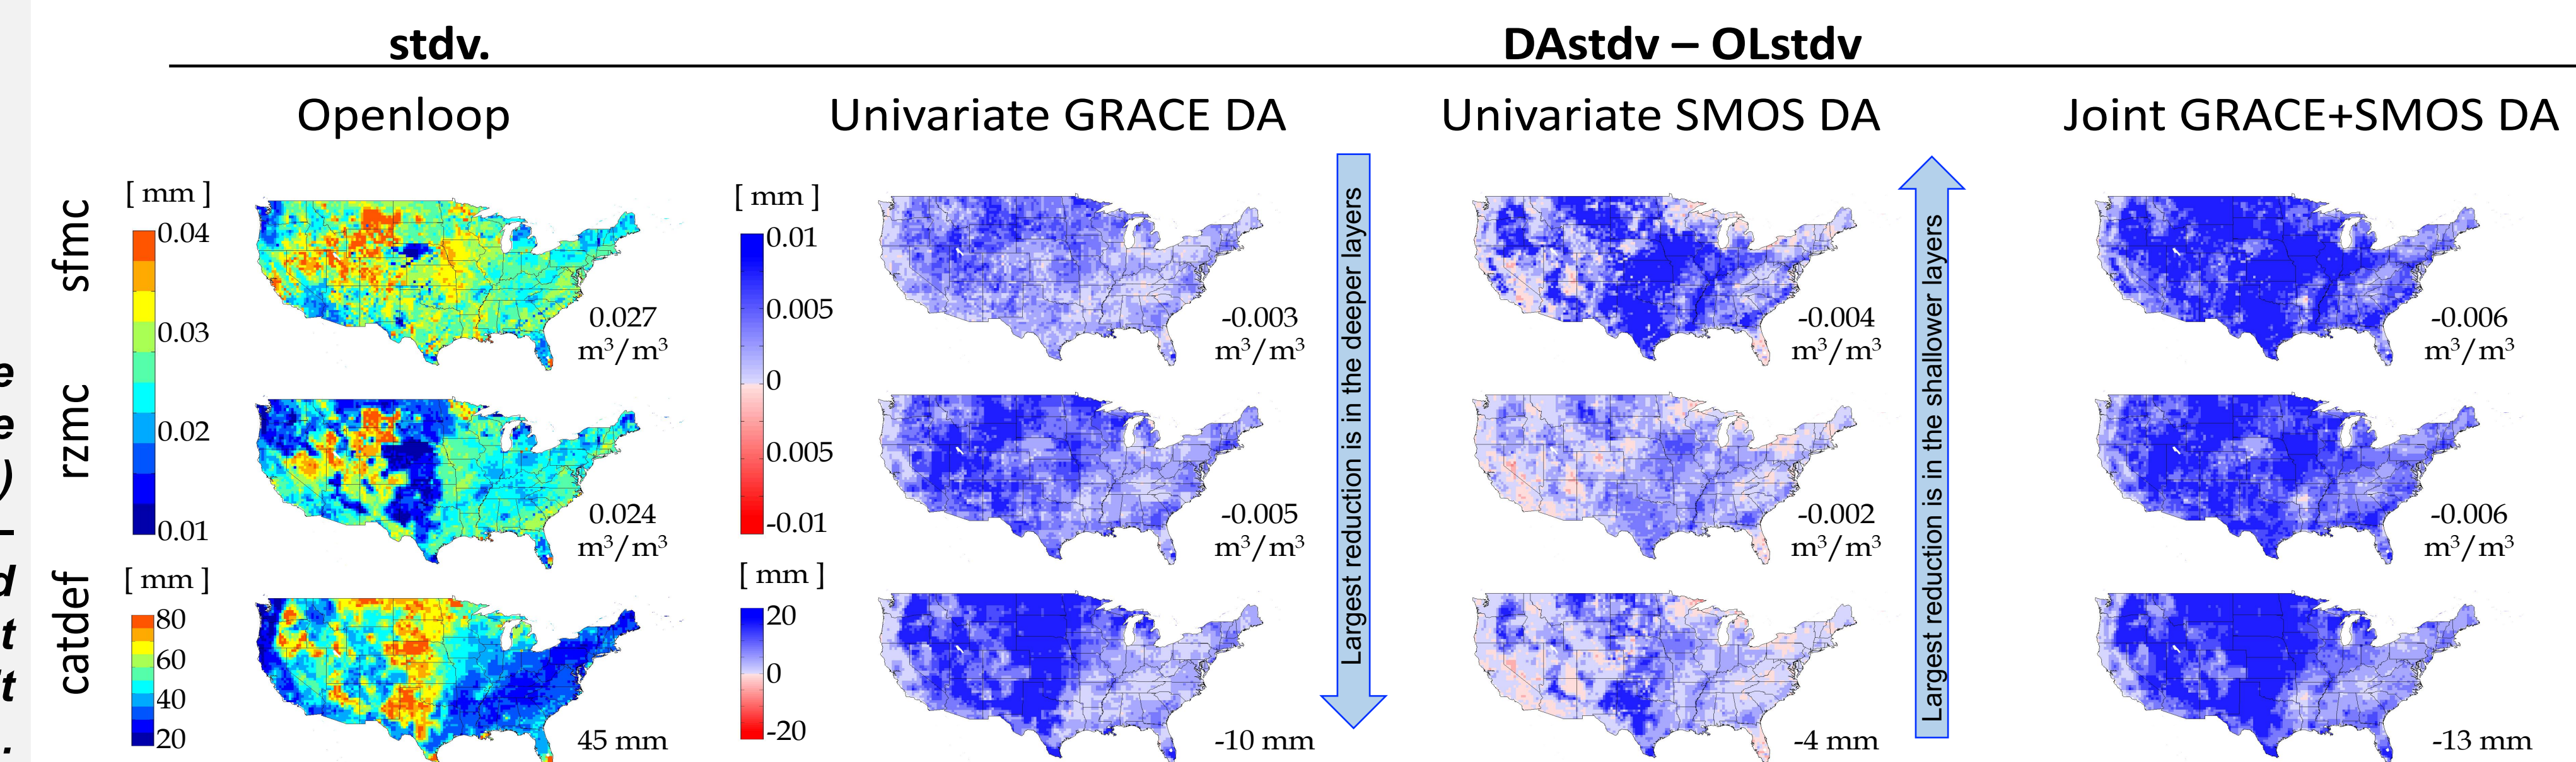 stdv.
DAstdv – OLstdv
Openloop
Univariate GRACE DA
Univariate SMOS DA
Joint GRACE+SMOS DA
sfmc
[ mm ]
0.04
0.03
0.02
0.01
0.027
m³/m³
[ mm ]
0.01
0.005
0
0.005
-0.01
-0.003
m³/m³
Largest reduction is in the deeper layers
-0.004
m³/m³
Largest reduction is in the shallower layers
-0.006
m³/m³
rzmc
0.024
m³/m³
-0.005
m³/m³
-0.002
m³/m³
-0.006
m³/m³
catdef
[ mm ]
80
60
40
20
45 mm
[ mm ]
20
0
-20
-10 mm
-4 mm
-13 mm
e
e
)
–
d
t
t
.